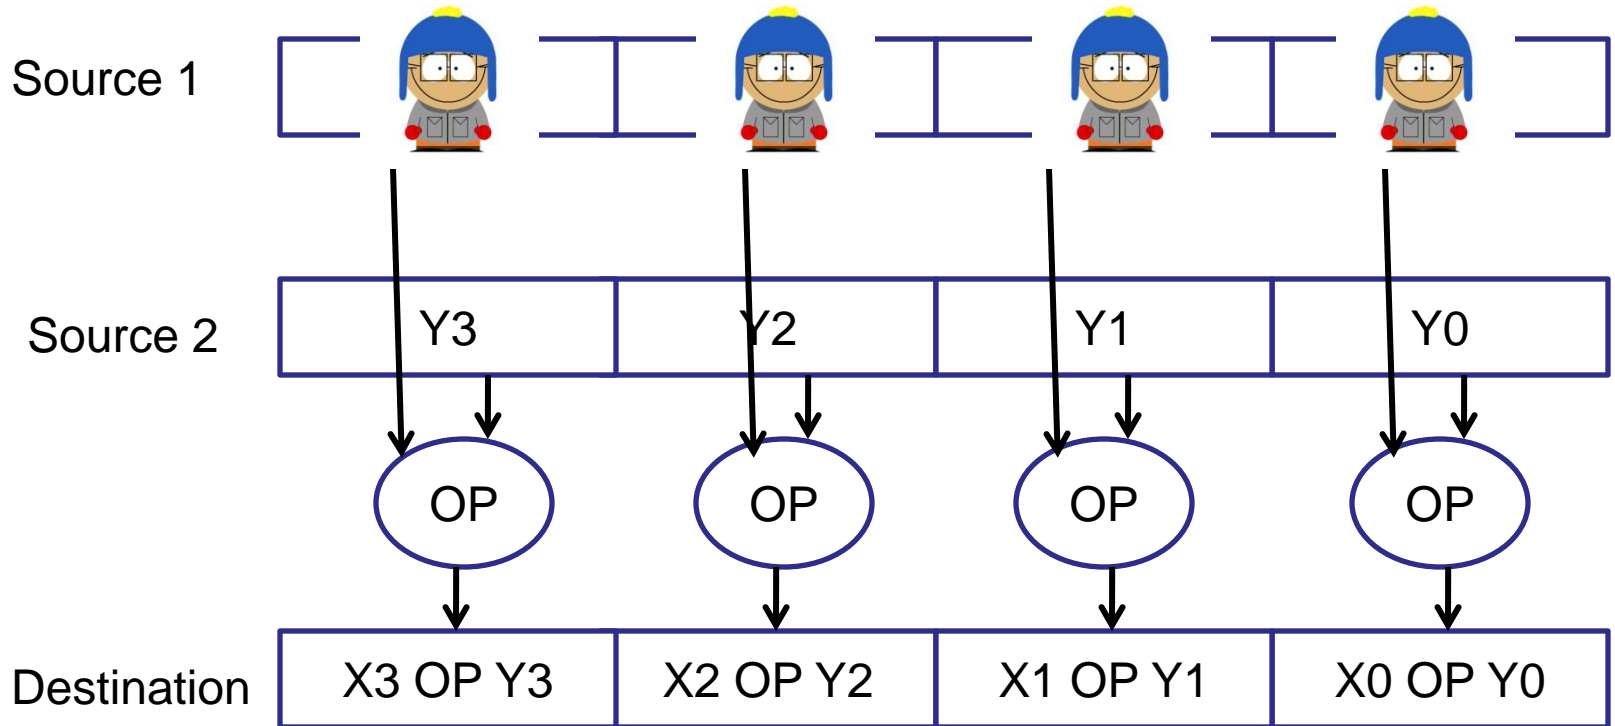 Source 1
Source 2 Y3 Y2 Y1 Y0
OP OP OP OP
Destination X3 OP Y3 X2 OP Y2 X1 OP Y1 X0 OP Y0